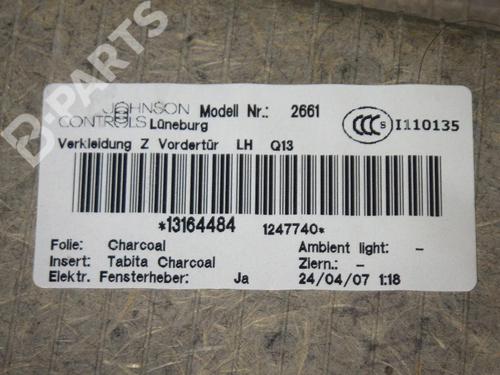 B-PARTS
JOHNSON CONTROLS Lüneburg Modell Nr.: 2661
CCC S I110135
Verkleidung Z Vordertür LH Q13
*13164484 1247740*
Folie: Charcoal Ambient light: -
Insert: Tabita Charcoal Ziern.: -
Elektr. Fensterheber: Ja 24/04/07 1:18